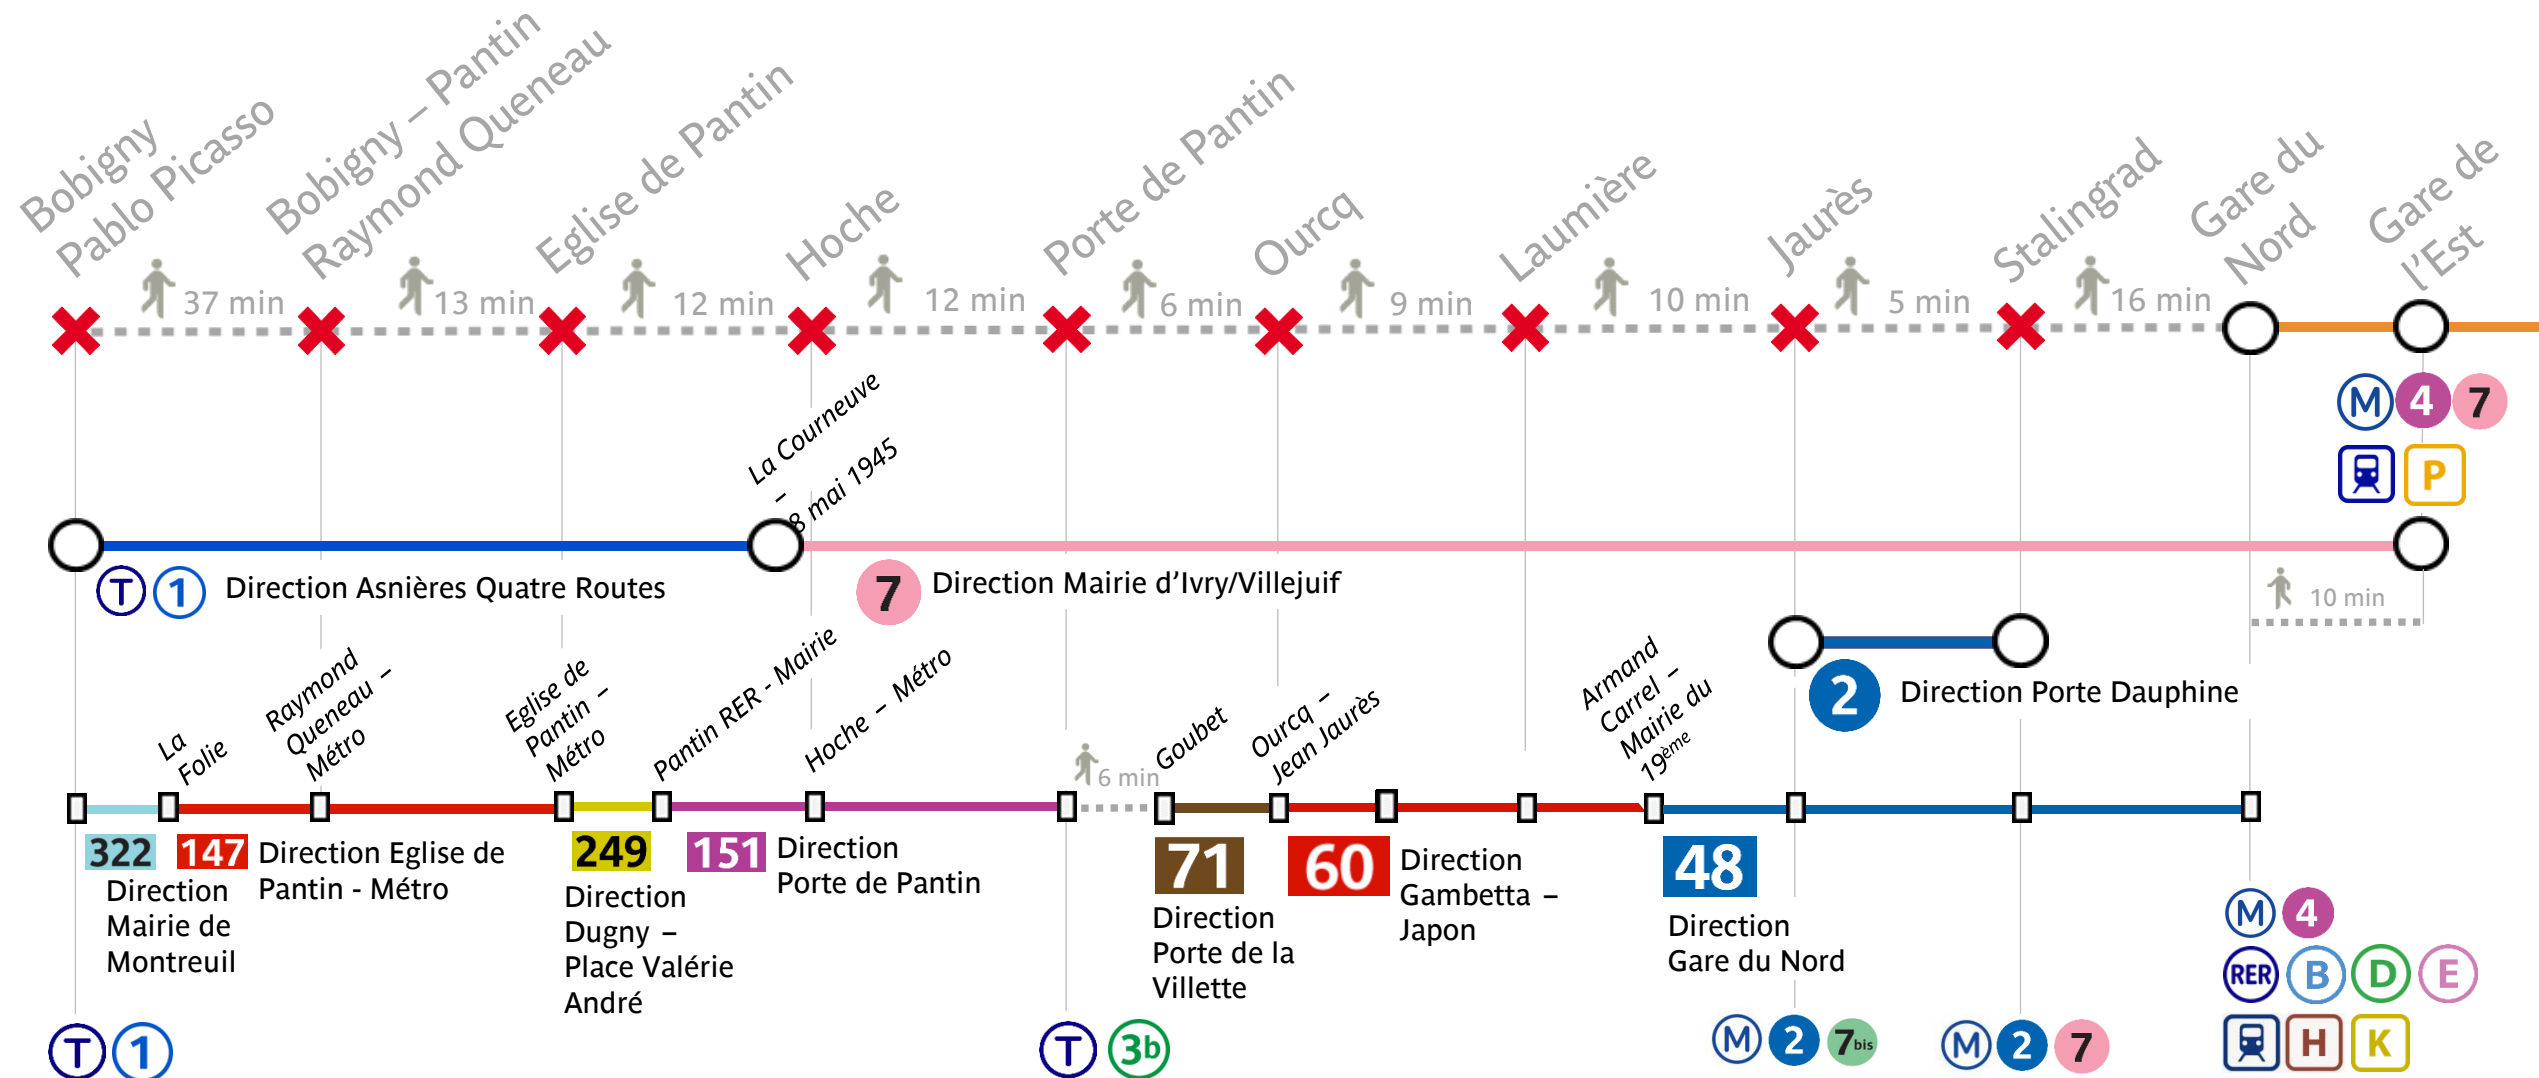 Bobigny
Pablo Picasso
Bobigny – Pantin
Raymond Queneau
Eglise de Pantin
Hoche
Porte de Pantin
Ourcq
Laumière
Jaurès
Stalingrad
Gare du
Nord
Gare de
l'Est
37 min
13 min
12 min
12 min
6 min
9 min
10 min
5 min
16 min
M 4 7
P
La Courneuve
–
8 mai 1945
T 1 Direction Asnières Quatre Routes
7 Direction Mairie d'Ivry/Villejuif
10 min
2 Direction Porte Dauphine
La
Folie
Raymond
Queneau –
Métro
Eglise de
Pantin –
Métro
Pantin RER - Mairie
Hoche – Métro
6 min
Goubet
Ourcq –
Jean Jaurès
Armand
Carrel –
Mairie du
19ème
322
Direction
Mairie de
Montreuil
147
Direction Eglise de
Pantin - Métro
249
Direction
Dugny –
Place Valérie
André
151
Direction
Porte de Pantin
71
Direction
Porte de la
Villette
60
Direction
Gambetta –
Japon
48
Direction
Gare du Nord
T 1
T 3b
M 2 7bis
M 2 7
M 4
RER B D E
H K